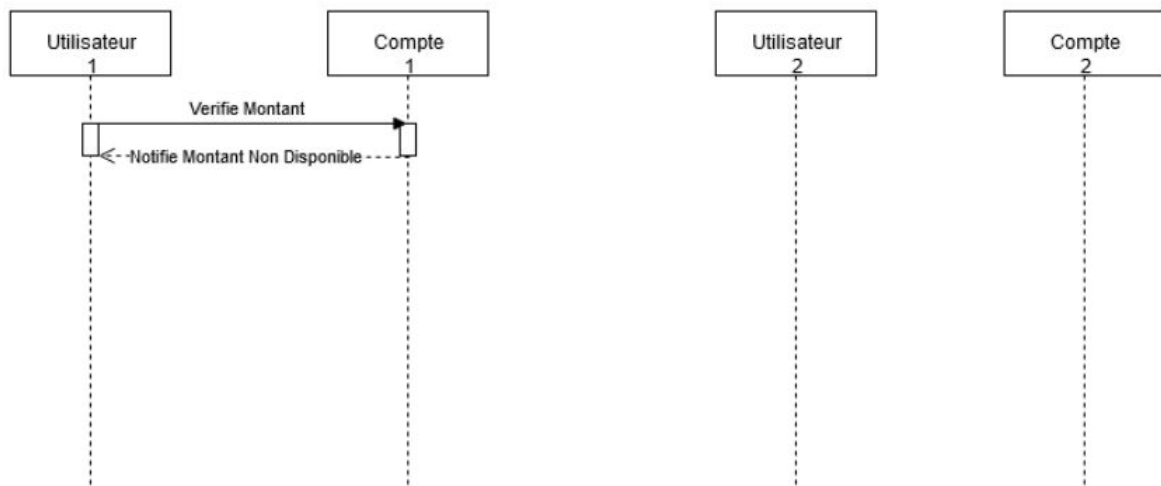 Utilisateur
1
Compte
1
Utilisateur
2
Compte
2
Verifie Montant
Notifie Montant Non Disponible